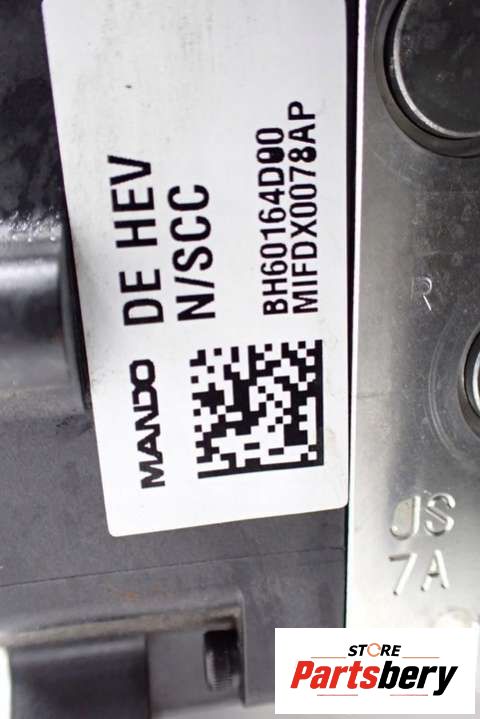 MANDO
DE HEV
N/SCC
BH60164D00
MIFDX0078AP
R
JS
7A
STORE
Partsbery